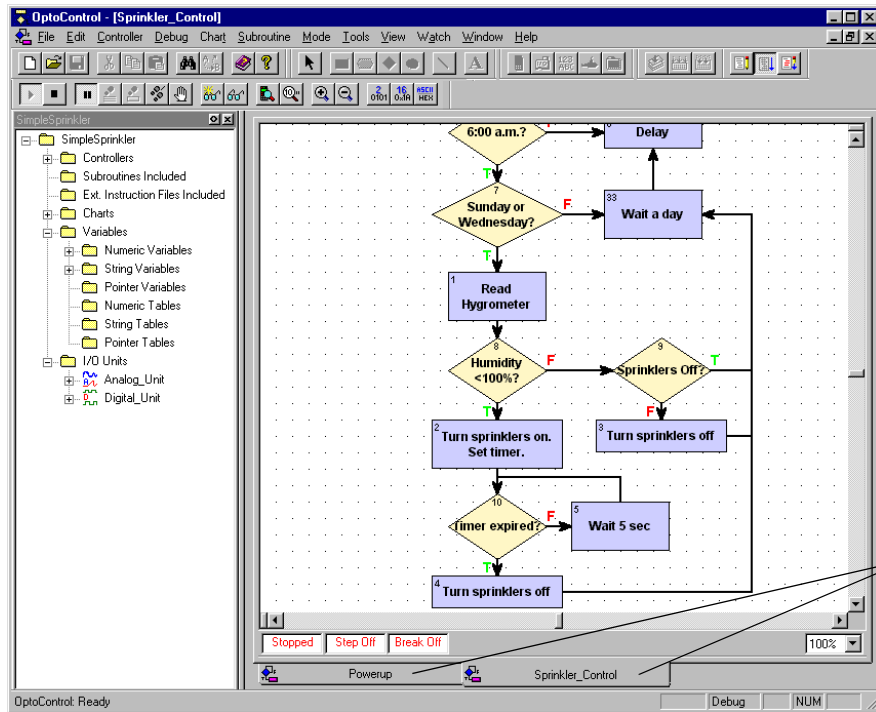 OptoControl - [Sprinkler_Control]
File Edit Controller Debug Chart Subroutine Mode Tools View Watch Window Help
SimpleSprinkler
SimpleSprinkler
Controllers
Subroutines Included
Ext. Instruction Files Included
Charts
Variables
Numeric Variables
String Variables
Pointer Variables
Numeric Tables
String Tables
Pointer Tables
I/O Units
Analog_Unit
Digital_Unit
6:00 a.m.?
F
Delay
T
7
Sunday or
Wednesday?
F
33
Wait a day
T
1
Read
Hygrometer
8
Humidity
<100%?
F
9
Sprinklers Off?
T
T
F
2
Turn sprinklers on.
Set timer.
3
Turn sprinklers off
10
Timer expired?
F
5
Wait 5 sec
T
4
Turn sprinklers off
Stopped Step Off Break Off 100%
Powerup Sprinkler_Control
OptoControl: Ready Debug NUM